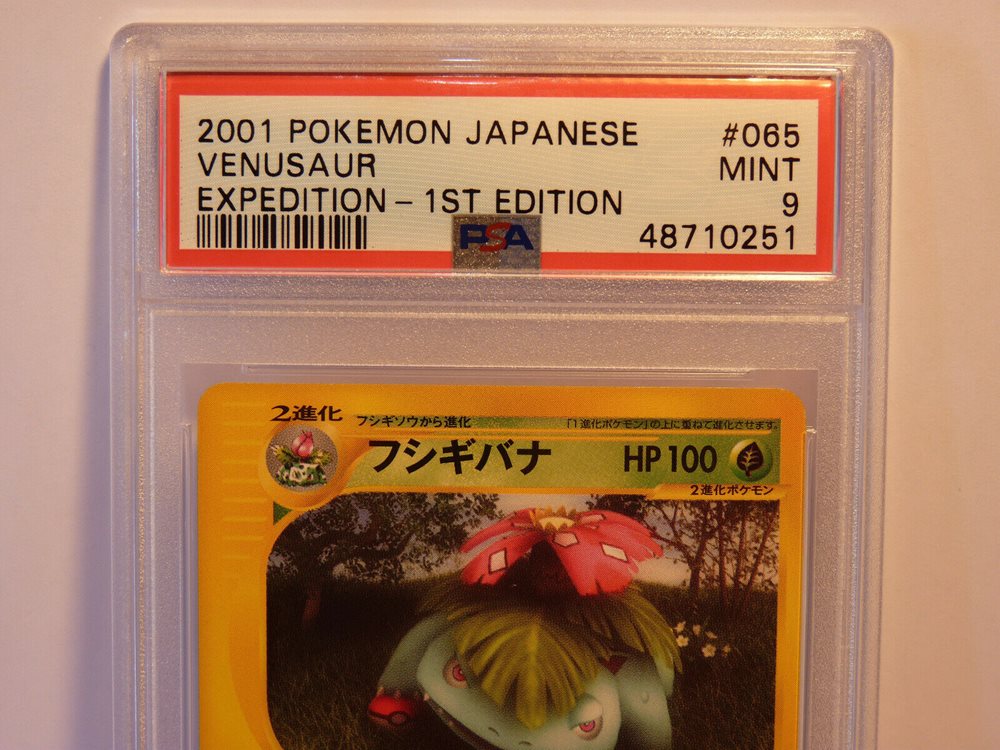 2001 POKEMON JAPANESE #065
VENUSAUR MINT
EXPEDITION - 1ST EDITION 9
PSA 48710251
2進化 フシギソウから進化 「1進化ポケモン」の上に重ねて進化させます。
フシギバナ HP 100
2進化ポケモン